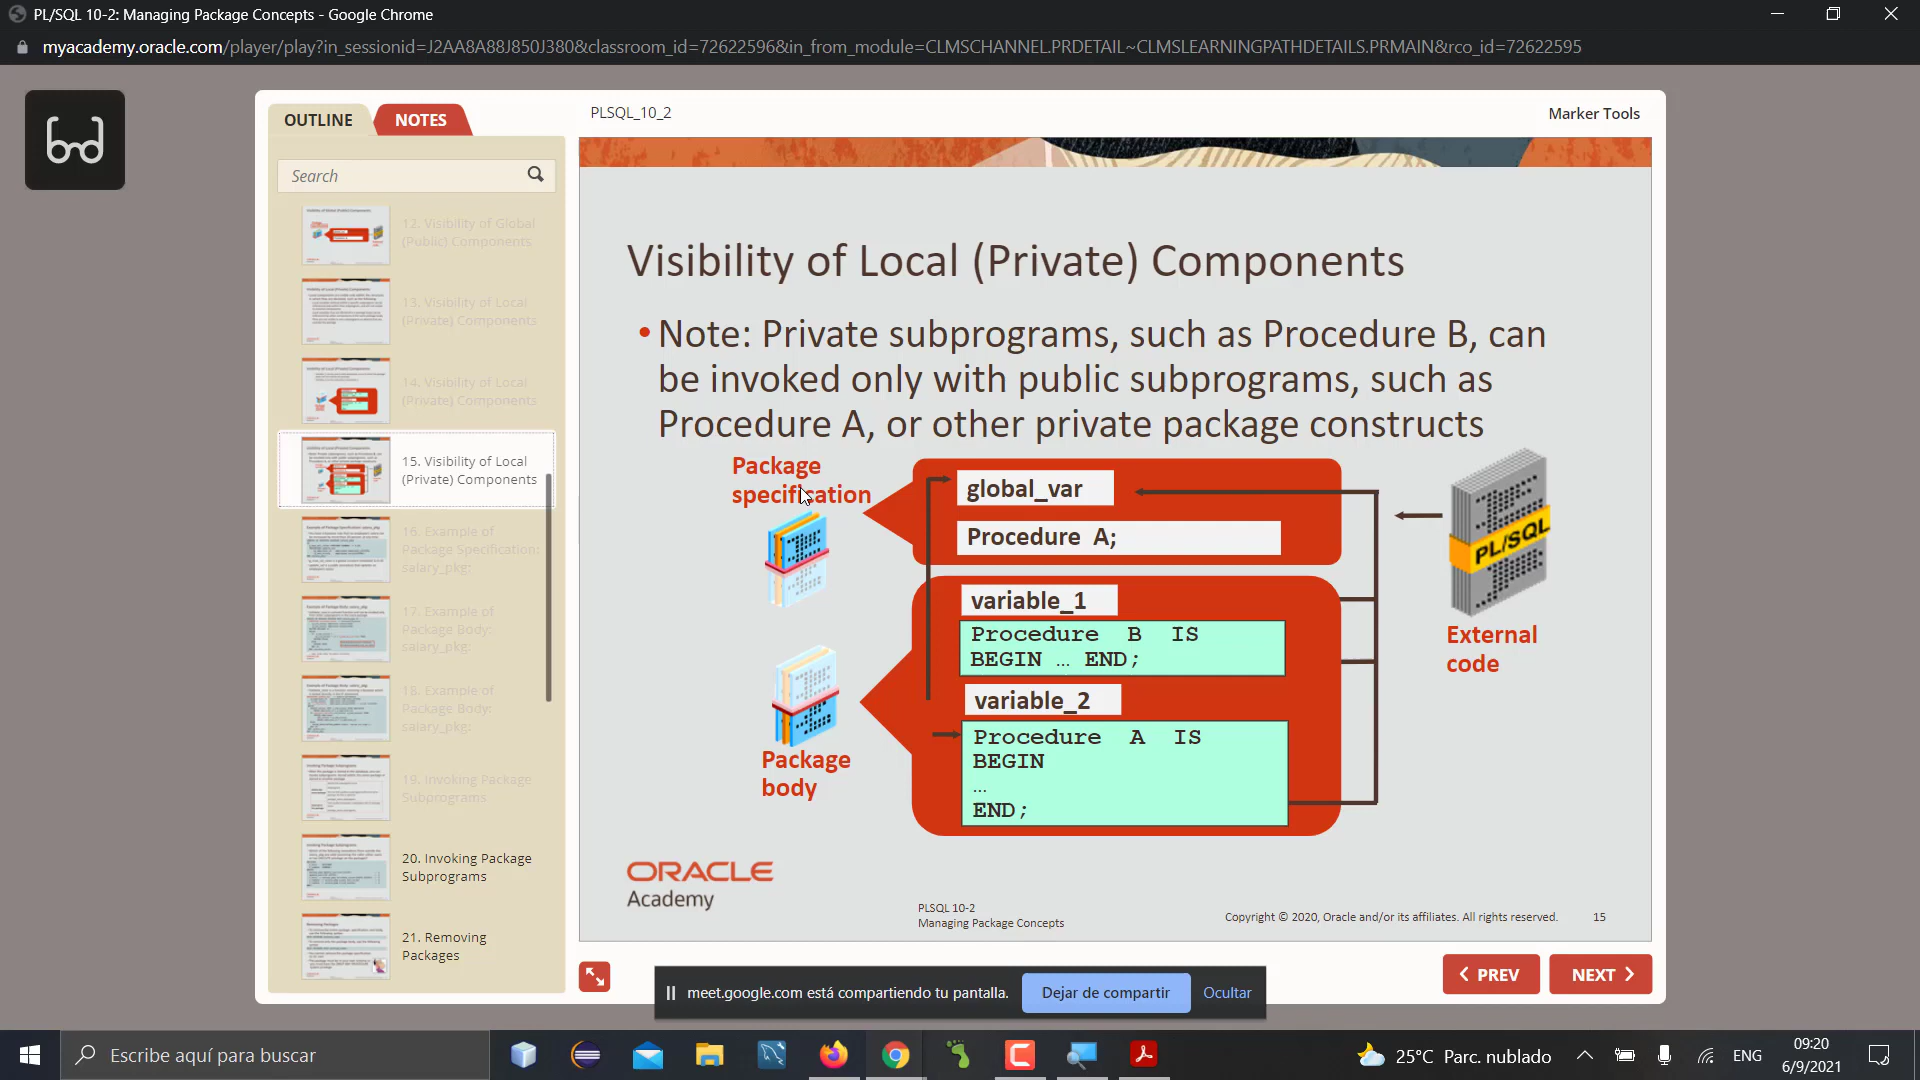 PL/SQL 10-2: Managing Package Concepts - Google Chrome
myacademy.oracle.com/player/play?in_sessionid=J2AA8A88J850J380&classroom_id=72622596&in_from_module=CLMSCHANNEL.PRDETAIL~CLMSLEARNINGPATHDETAILS.PRMAIN&rco_id=72622595
OUTLINE
NOTES
PLSQL_10_2
Marker Tools
Search
12. Visibility of Global
(Public) Components
13. Visibility of Local
(Private) Components
14. Visibility of Local
(Private) Components
15. Visibility of Local
(Private) Components
16. Example of
Package Specification:
salary_pkg:
17. Example of
Package Body:
salary_pkg:
18. Example of
Package Body:
salary_pkg:
19. Invoking Package
Subprograms
20. Invoking Package
Subprograms
21. Removing
Packages
Visibility of Local (Private) Components
• Note: Private subprograms, such as Procedure B, can
be invoked only with public subprograms, such as
Procedure A, or other private package constructs
Package
specification
global_var
Procedure A;
variable_1
Procedure B IS
BEGIN … END;
variable_2
Procedure A IS
BEGIN
…
END;
Package
body
PL/SQL
External
code
ORACLE
Academy
PLSQL 10-2
Managing Package Concepts
Copyright © 2020, Oracle and/or its affiliates. All rights reserved.
15
PREV
NEXT
meet.google.com está compartiendo tu pantalla.
Dejar de compartir
Ocultar
Escribe aquí para buscar
25°C Parc. nublado
ENG
09:20
6/9/2021